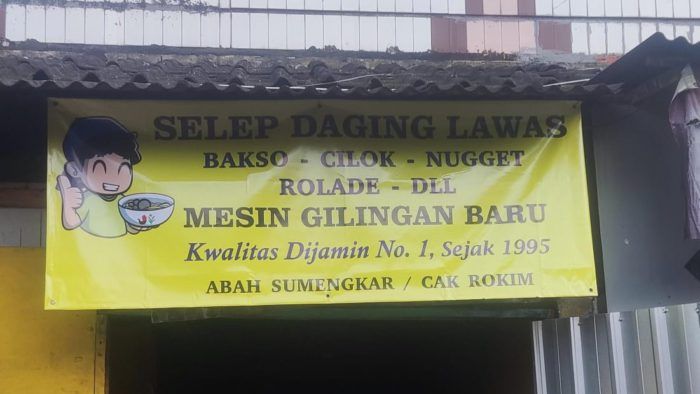 SELEP DAGING LAWAS
BAKSO - CILOK - NUGGET
ROLADE - DLL
MESIN GILINGAN BARU
Kwalitas Dijamin No. 1, Sejak 1995
ABAH SUMENGKAR / CAK ROKIM